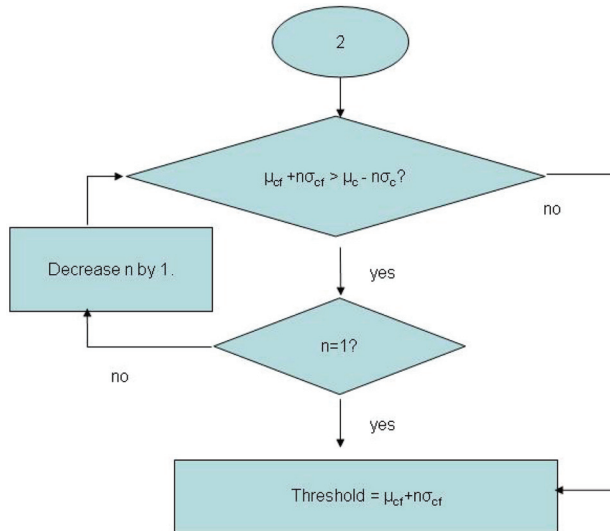 2
μcf +nσcf > μc - nσc?
no
Decrease n by 1.
yes
n=1?
no
yes
Threshold = μcf+nσcf